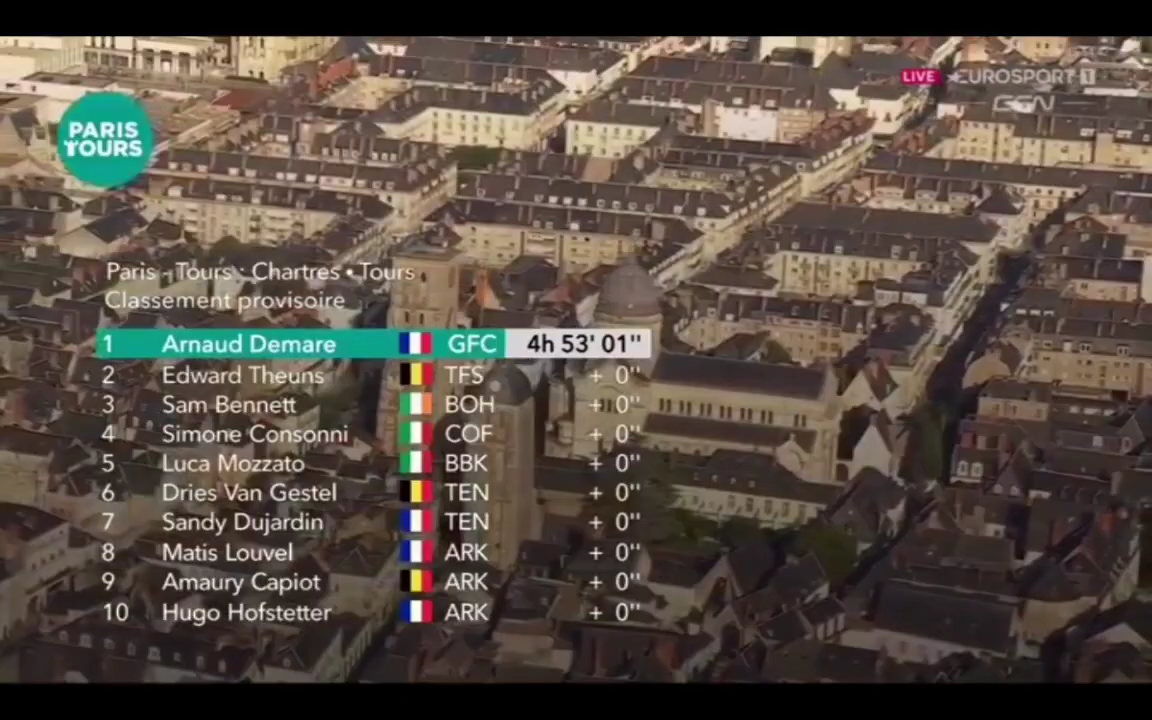 LIVE EUROSPORT 1
GCN
PARIS
TOURS
Paris - Tours : Chartres • Tours
Classement provisoire
1 Arnaud Demare GFC 4h 53' 01''
2 Edward Theuns TFS + 0''
3 Sam Bennett BOH + 0''
4 Simone Consonni COF + 0''
5 Luca Mozzato BBK + 0''
6 Dries Van Gestel TEN + 0''
7 Sandy Dujardin TEN + 0''
8 Matis Louvel ARK + 0''
9 Amaury Capiot ARK + 0''
10 Hugo Hofstetter ARK + 0''